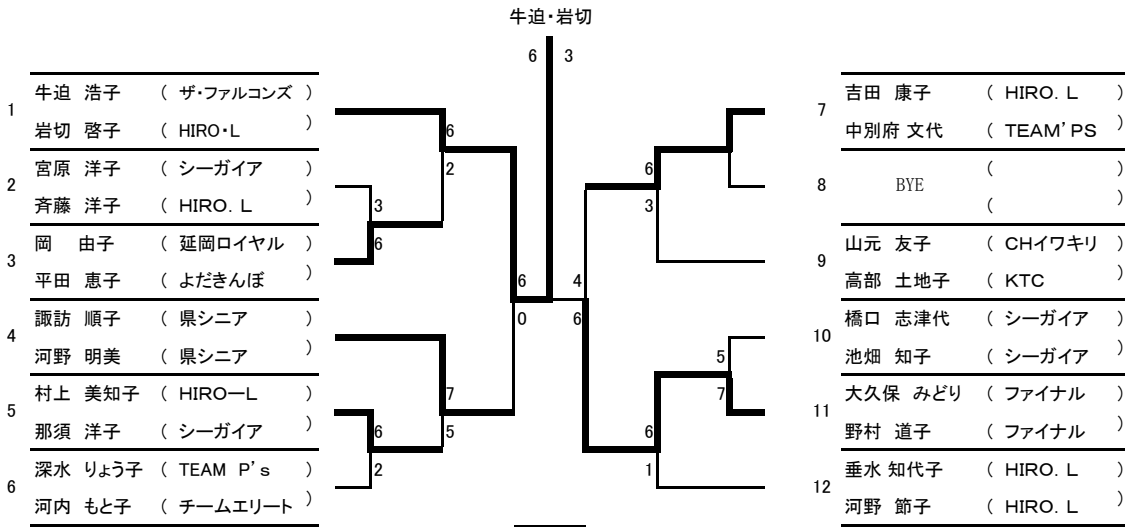 牛迫・岩切
6 3
1
牛迫 浩子 ( ザ・ファルコンズ )
岩切 啓子 ( HIRO・L )
2
宮原 洋子 ( シーガイア )
斉藤 洋子 ( HIRO.L )
3
岡 由子 ( 延岡ロイヤル )
平田 恵子 ( よだきんぼ )
4
諏訪 順子 ( 県シニア )
河野 明美 ( 県シニア )
5
村上 美知子 ( HIROーL )
那須 洋子 ( シーガイア )
6
深水 りょう子 ( TEAM P's )
河内 もと子 ( チームエリート )
6
2
3
6
6
0
7
5
6
2
4
6
6
3
5
7
6
1
7
吉田 康子 ( HIRO.L )
中別府 文代 ( TEAM'PS )
8
BYE
( )
( )
9
山元 友子 ( CHイワキリ )
高部 土地子 ( KTC )
10
橋口 志津代 ( シーガイア )
池畑 知子 ( シーガイア )
11
大久保 みどり ( ファイナル )
野村 道子 ( ファイナル )
12
垂水 知代子 ( HIRO.L )
河野 節子 ( HIRO.L )